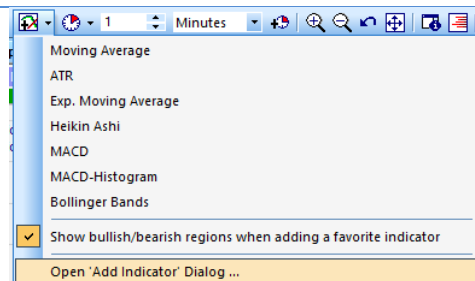 1 Minutes
Moving Average
ATR
Exp. Moving Average
Heikin Ashi
MACD
MACD-Histogram
Bollinger Bands
Show bullish/bearish regions when adding a favorite indicator
Open 'Add Indicator' Dialog ...